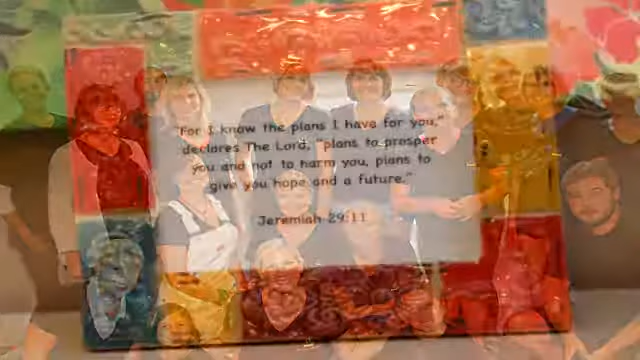 "For I know the plans I have for you,"
declares The Lord, "plans to prosper
you and not to harm you, plans to
give you hope and a future."
Jeremiah 29:11